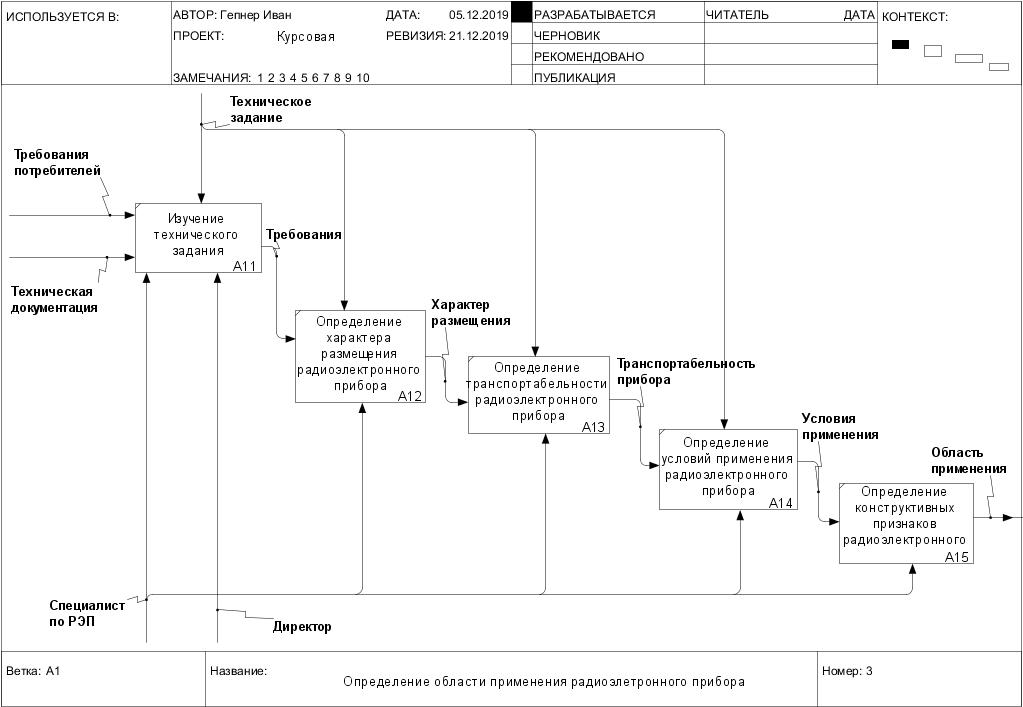 ИСПОЛЬЗУЕТСЯ В:
АВТОР: Гепнер Иван
ДАТА: 05.12.2019
ПРОЕКТ: Курсовая
РЕВИЗИЯ: 21.12.2019
ЗАМЕЧАНИЯ: 1 2 3 4 5 6 7 8 9 10
РАЗРАБАТЫВАЕТСЯ
ЧЕРНОВИК
РЕКОМЕНДОВАНО
ПУБЛИКАЦИЯ
ЧИТАТЕЛЬ ДАТА
КОНТЕКСТ:
Техническое
задание
Требования
потребителей
Изучение
технического
задания
A11
Требования
Техническая
документация
Определение
характера
размещения
радиоэлектронного
прибора
A12
Характер
размещения
Определение
транспортабельности
радиоэлектронного
прибора
A13
Транспортабельность
прибора
Определение
условий применения
радиоэлектронного
прибора
A14
Условия
применения
Определение
конструктивных
признаков
радиоэлектронного
A15
Область
применения
Специалист
по РЭП
Директор
Ветка: A1
Название:
Определение области применения радиоэлетронного прибора
Номер: 3